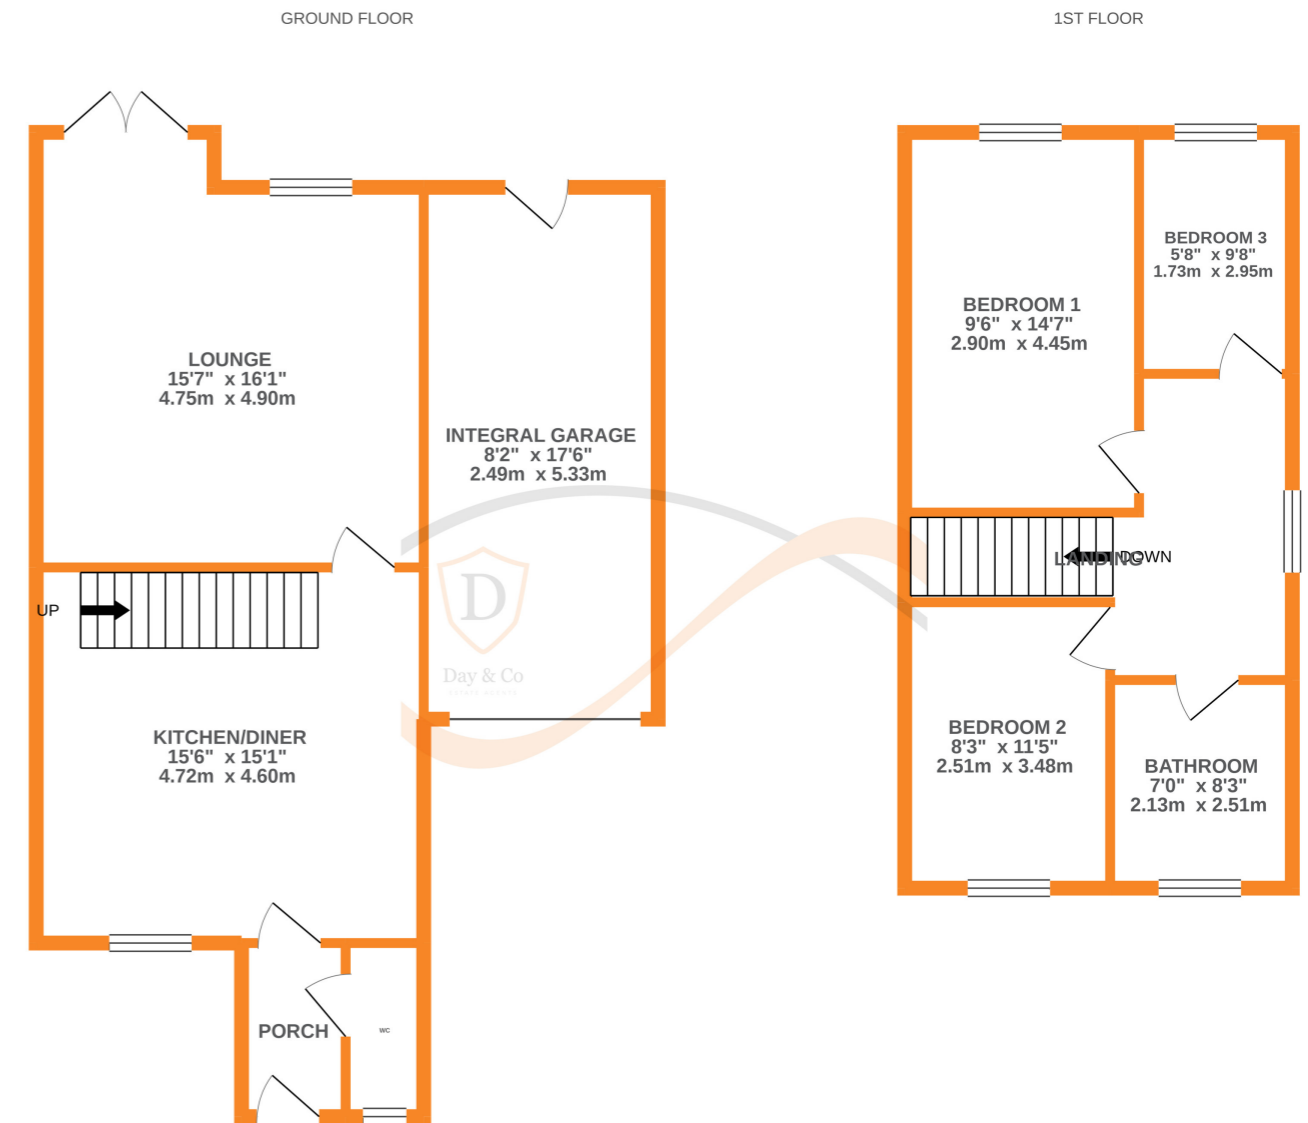 GROUND FLOOR
1ST FLOOR
LOUNGE
15'7" x 16'1"
4.75m x 4.90m
INTEGRAL GARAGE
8'2" x 17'6"
2.49m x 5.33m
UP
KITCHEN/DINER
15'6" x 15'1"
4.72m x 4.60m
PORCH
WC
D
Day & Co
ESTATE AGENTS
BEDROOM 1
9'6" x 14'7"
2.90m x 4.45m
BEDROOM 3
5'8" x 9'8"
1.73m x 2.95m
LANDING
DOWN
BEDROOM 2
8'3" x 11'5"
2.51m x 3.48m
BATHROOM
7'0" x 8'3"
2.13m x 2.51m